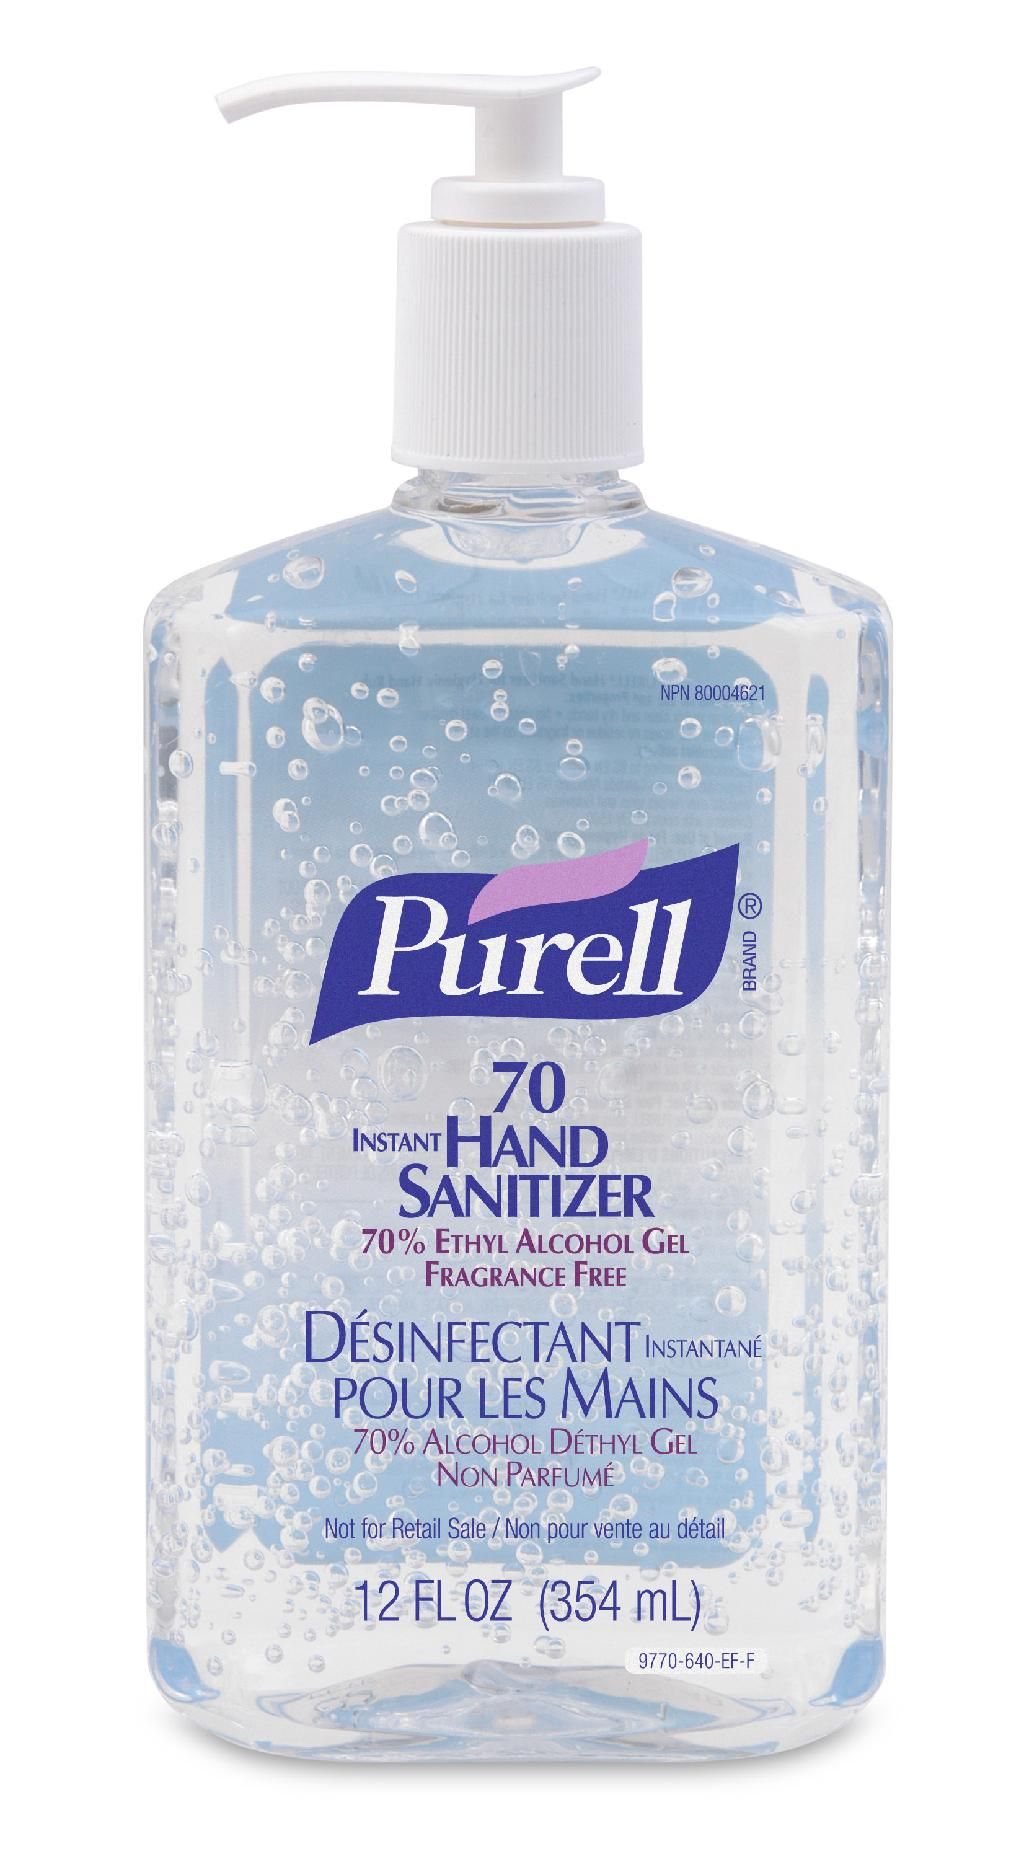 NPN 80004621
Purell ®
BRAND
70
INSTANT HAND
SANITIZER
70% ETHYL ALCOHOL GEL
FRAGRANCE FREE
DÉSINFECTANT INSTANTANÉ
POUR LES MAINS
70% ALCOHOL DÉTHYL GEL
NON PARFUMÉ
Not for Retail Sale / Non pour vente au détail
12 FL OZ (354 mL)
9770-640-EF-F